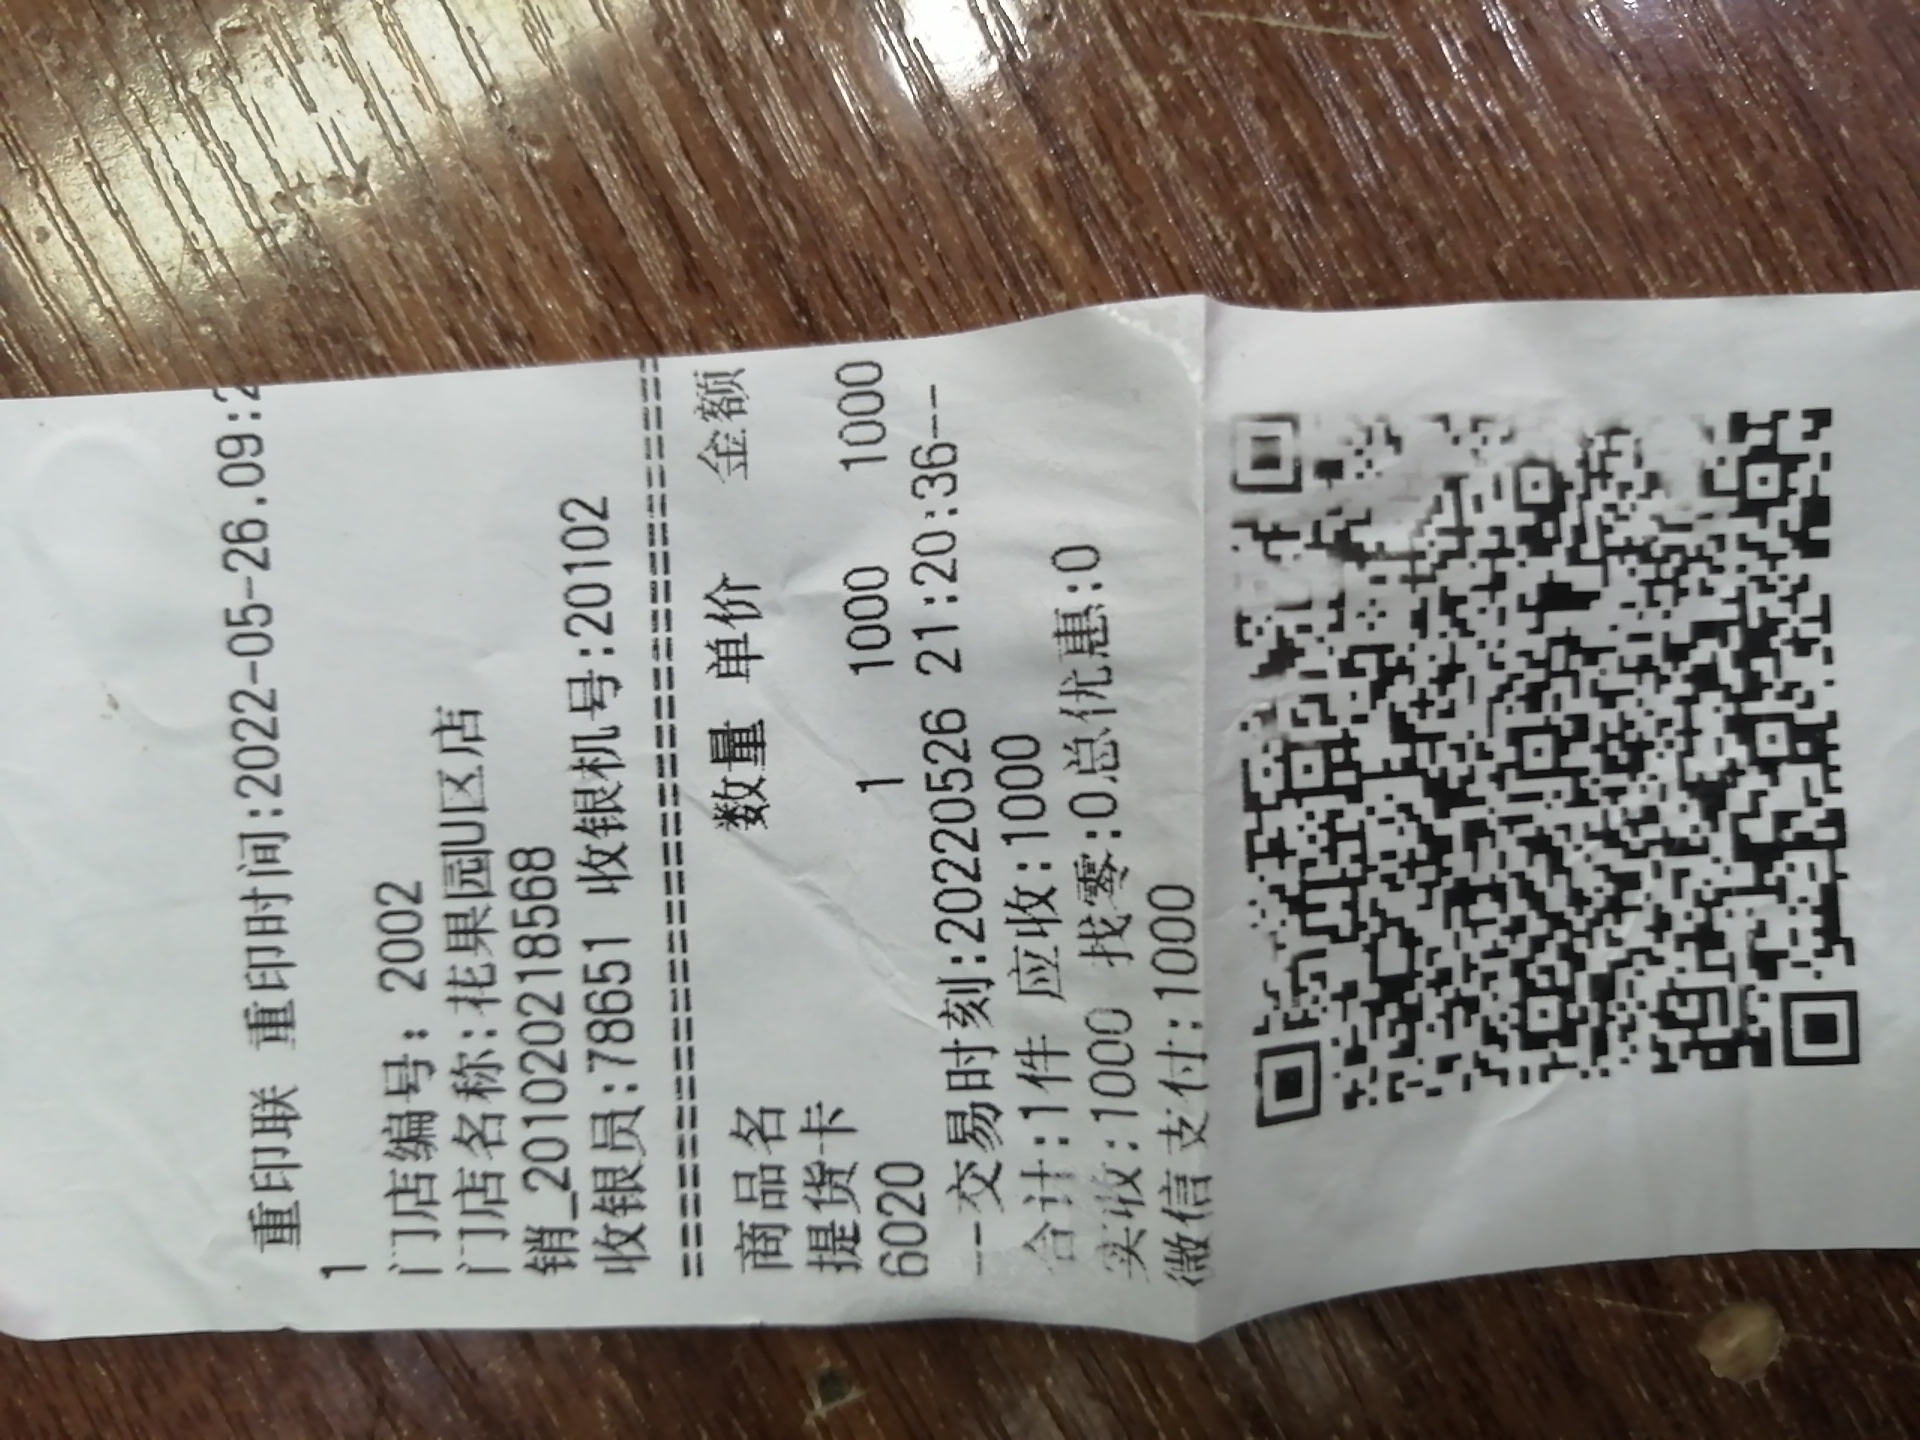 重印联 重印时间:2022-05-26.09:2
1
门店编号: 2002
门店名称:花果园U区店
销_2010202218568
收银员:78651 收银机号:20102
========================================
商品名 数量 单价 金额
提货卡
6020 1 1000 1000
--交易时刻:20220526 21:20:36--
合计:1件 应收:1000
实收:1000 找零:0总优惠:0
微信支付:1000